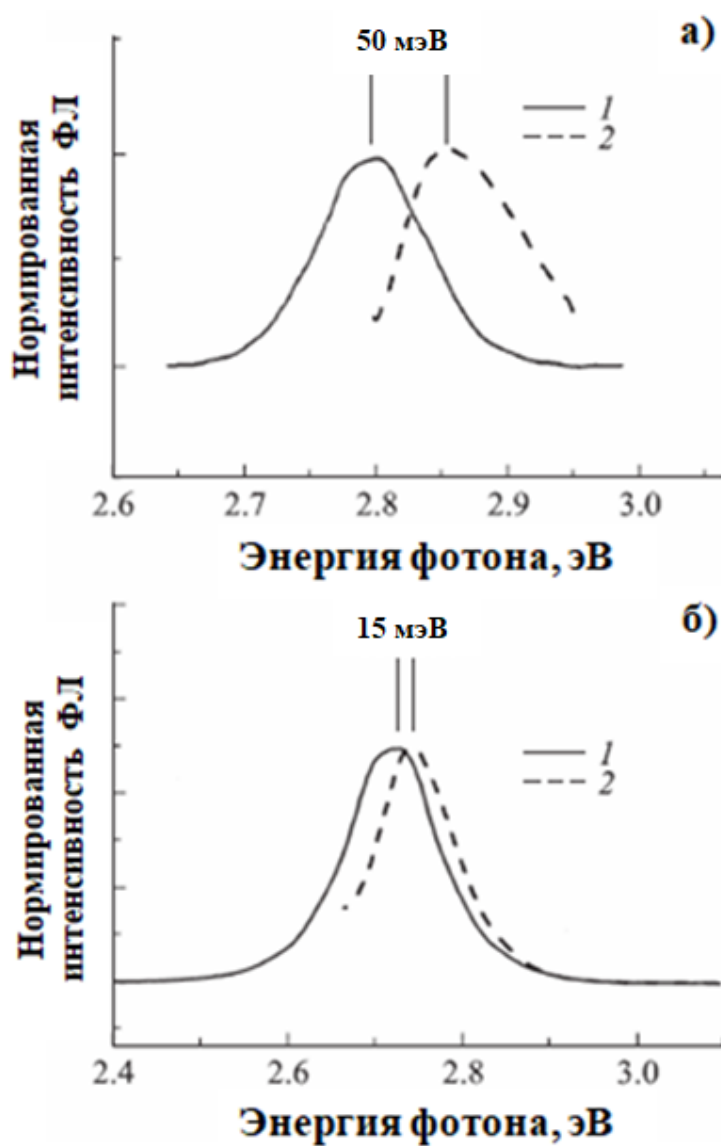 а)
50 мэВ
1
2
Нормированная
интенсивность ФЛ
2.6 2.7 2.8 2.9 3.0
Энергия фотона, эВ
б)
15 мэВ
1
2
Нормированная
интенсивность ФЛ
2.4 2.6 2.8 3.0
Энергия фотона, эВ